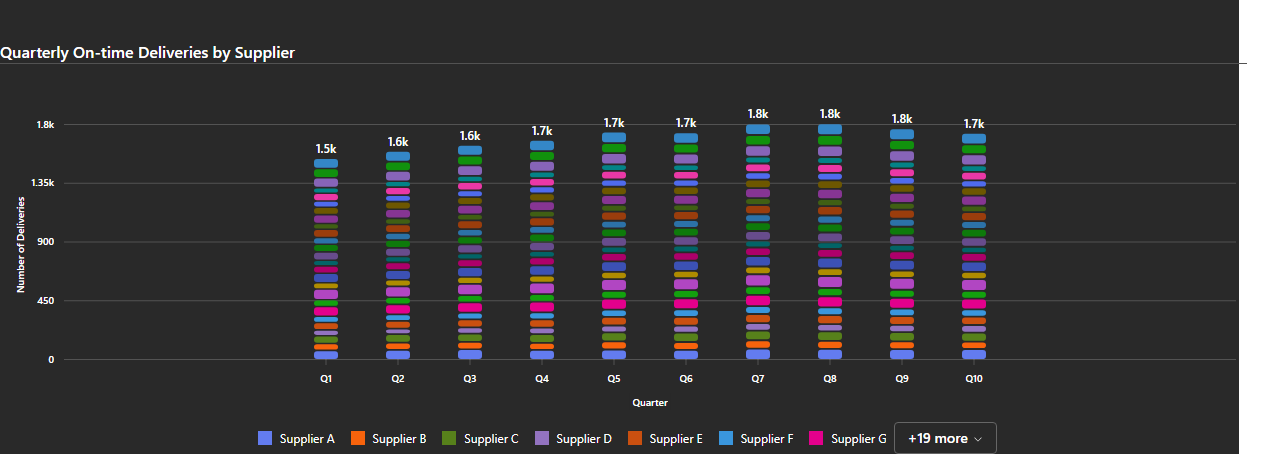 Quarterly On-time Deliveries by Supplier
1.5k 1.6k 1.6k 1.7k 1.7k 1.7k 1.8k 1.8k 1.8k 1.7k
1.8k
1.35k
900
450
0
Number of Deliveries
Q1 Q2 Q3 Q4 Q5 Q6 Q7 Q8 Q9 Q10
Quarter
Supplier A Supplier B Supplier C Supplier D Supplier E Supplier F Supplier G +19 more